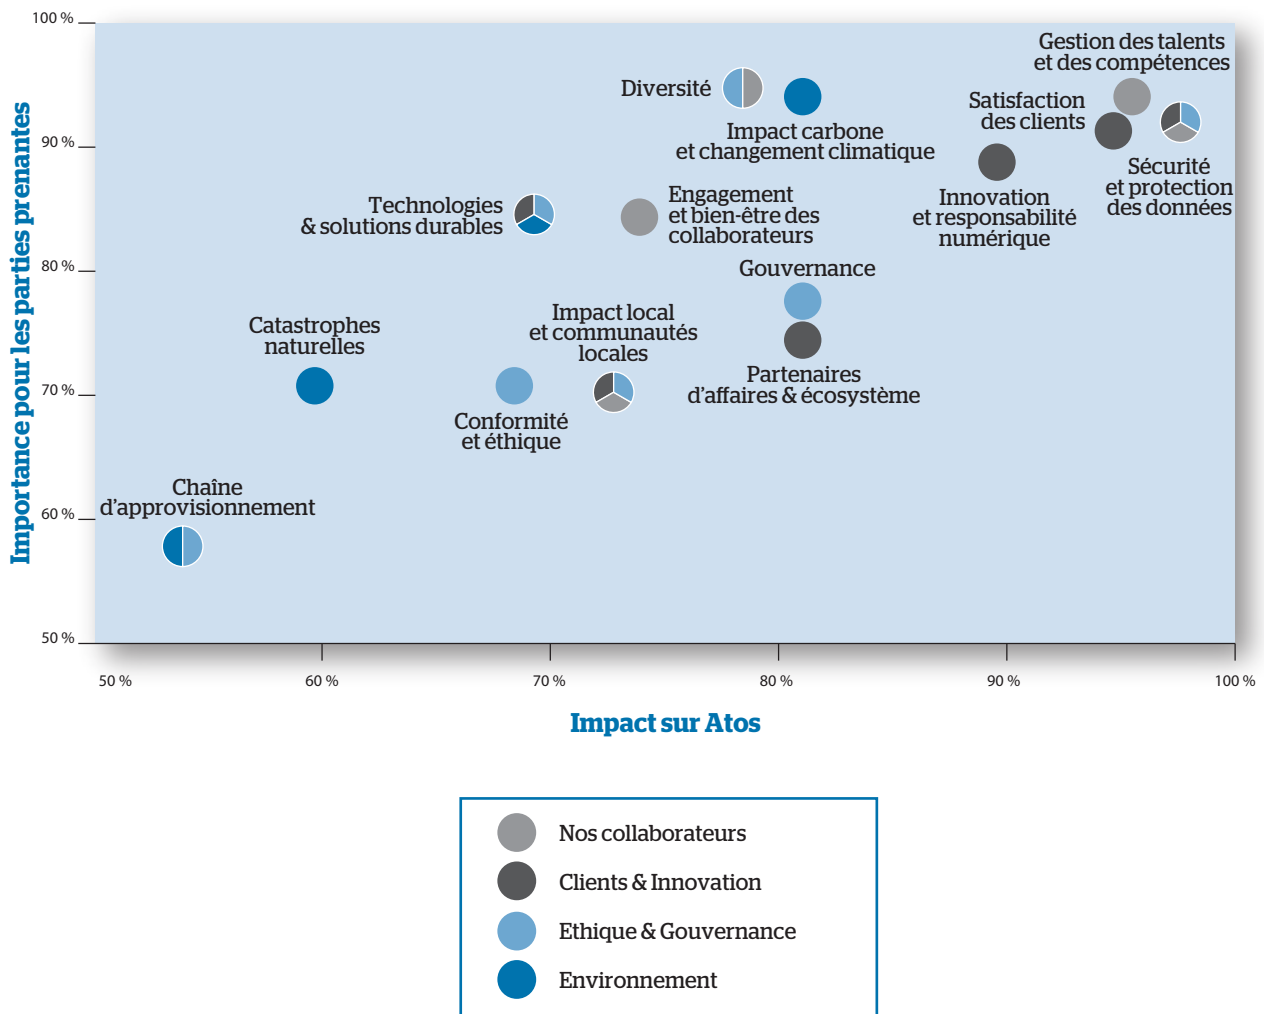 100 %
Gestion des talents
et des compétences
Diversité
Satisfaction
des clients
Impact carbone
et changement climatique
90 %
Sécurité
et protection
des données
Engagement
et bien-être des
collaborateurs
Innovation
et responsabilité
numérique
Technologies
& solutions durables
80 %
Gouvernance
Impact local
et communautés
locales
Catastrophes
naturelles
Partenaires
d’affaires & écosystème
70 %
Conformité
et éthique
Chaîne
d’approvisionnement
60 %
50 %
Importance pour les parties prenantes
50 %
60 %
70 %
80 %
90 %
100 %
Impact sur Atos
Nos collaborateurs
Clients & Innovation
Ethique & Gouvernance
Environnement